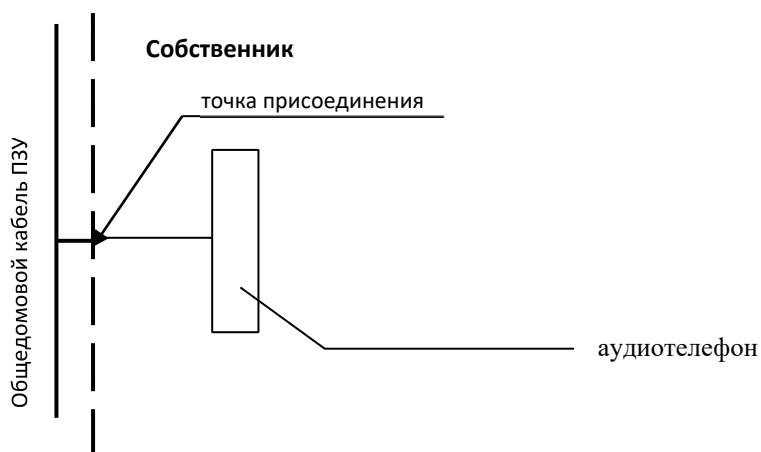 Собственник
точка присоединения
Общедомовой кабель ПЗУ
аудиотелефон